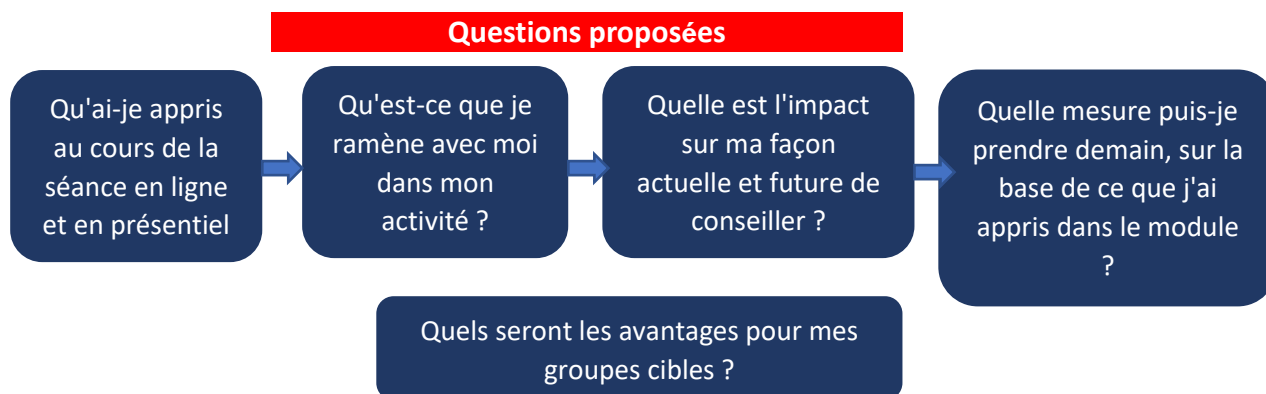 Questions proposées
Qu'ai-je appris
au cours de la
séance en ligne
et en présentiel
Qu'est-ce que je
ramène avec moi
dans mon
activité ?
Quelle est l'impact
sur ma façon
actuelle et future de
conseiller ?
Quelle mesure puis-je
prendre demain, sur la
base de ce que j'ai
appris dans le module
?
Quels seront les avantages pour mes
groupes cibles ?